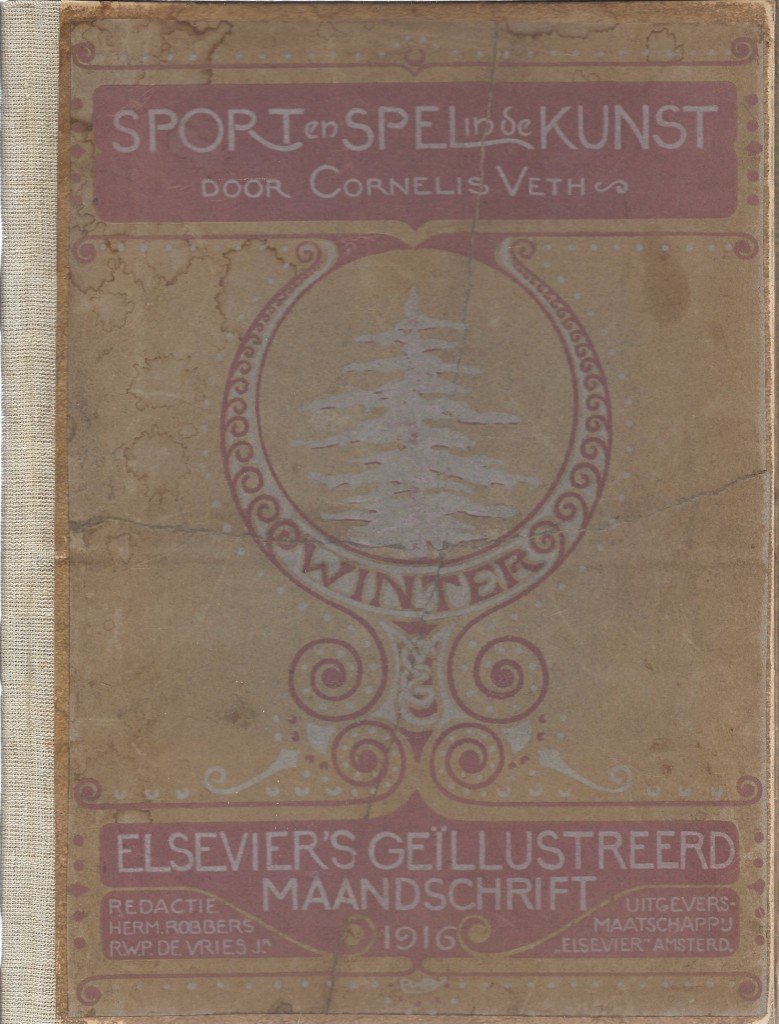 SPORT en SPEL in de KUNST
DOOR CORNELIS VETH
WINTER
ELSEVIER'S GEÏLLUSTREERD
MAANDSCHRIFT
REDACTIE
HERM. ROBBERS
R.W.P. DE VRIES Jr.
1916
UITGEVERS-
MAATSCHAPPIJ
„ELSEVIER” AMSTERD.